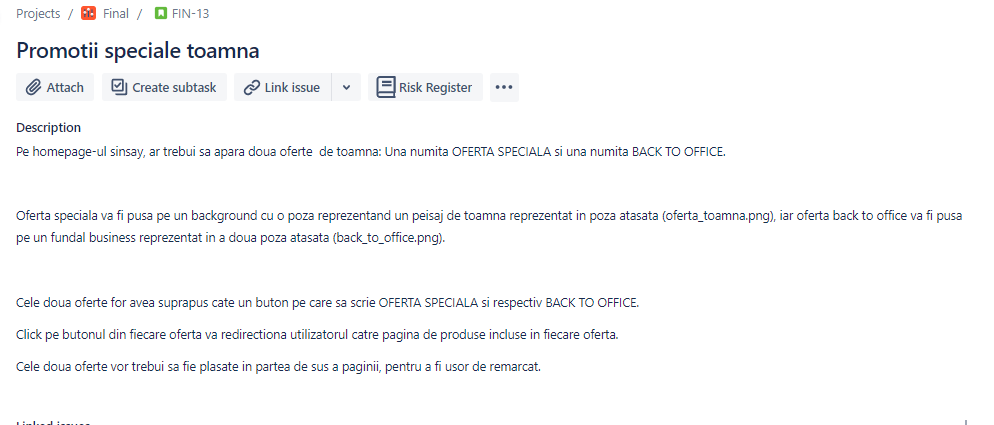 Projects / Final / FIN-13
Promotii speciale toamna
Attach Create subtask Link issue Risk Register
Description
Pe homepage-ul sinsay, ar trebui sa apara doua oferte de toamna: Una numita OFERTA SPECIALA si una numita BACK TO OFFICE.
Oferta speciala va fi pusa pe un background cu o poza reprezentand un peisaj de toamna reprezentat in poza atasata (oferta_toamna.png), iar oferta back to office va fi pusa
pe un fundal business reprezentat in a doua poza atasata (back_to_office.png).
Cele doua oferte for avea suprapus cate un buton pe care sa scrie OFERTA SPECIALA si respectiv BACK TO OFFICE.
Click pe butonul din fiecare oferta va redirectiona utilizatorul catre pagina de produse incluse in fiecare oferta.
Cele doua oferte vor trebui sa fie plasate in partea de sus a paginii, pentru a fi usor de remarcat.
Linked issues